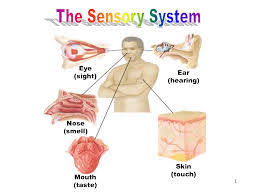 The Sensory System
Eye
(sight)
Ear
(hearing)
Nose
(smell)
Mouth
(taste)
Skin
(touch)
1